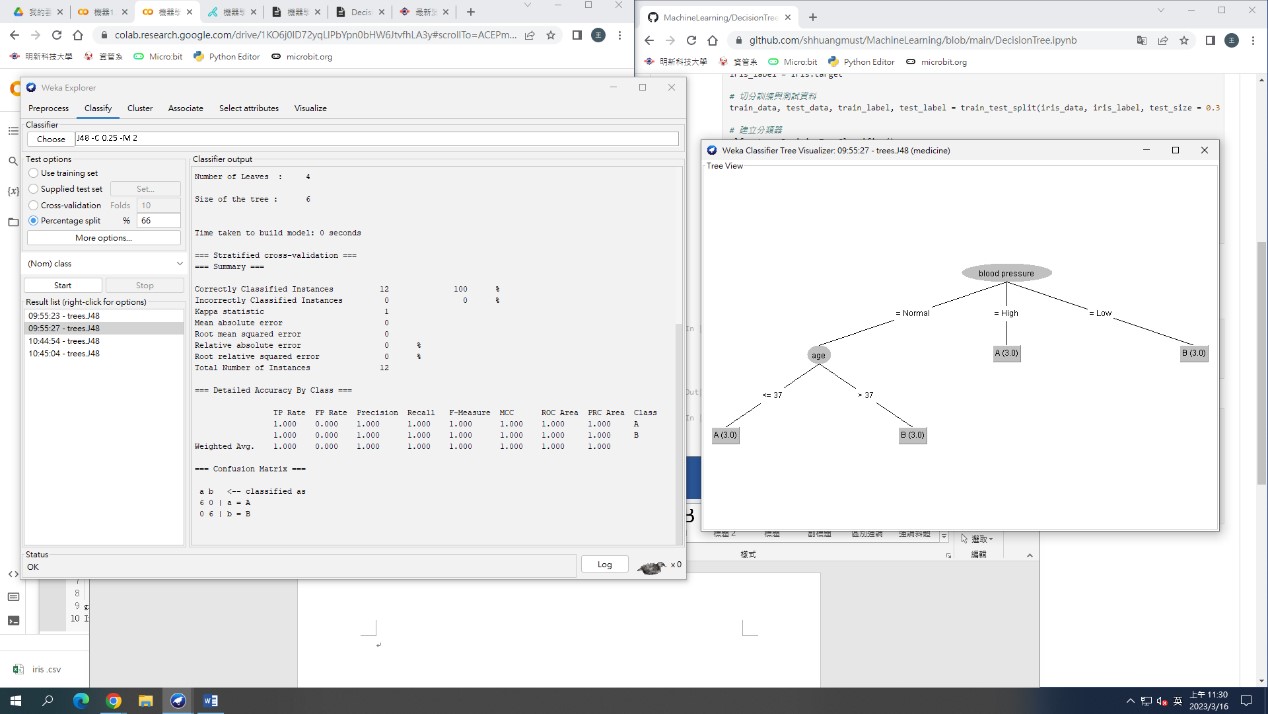 我的雲
機器
機器學
機器學
機器學
Decisi
最新
colab.research.google.com/drive/1KO6j0lD72yqLIPbYpn0bHW6JtvfhLA3y#scrollTo=ACEPm...
明新科技大學
資管系
Micro:bit
Python Editor
microbit.org
MachineLearning/DecisionTree
github.com/shhuangmust/MachineLearning/blob/main/DecisionTree.ipynb
明新科技大學
資管系
Micro:bit
Python Editor
microbit.org
iris_label = iris.target
# 切分訓練與測試資料
train_data, test_data, train_label, test_label = train_test_split(iris_data, iris_label, test_size = 0.3
# 建立分類器
Weka Explorer
Preprocess
Classify
Cluster
Associate
Select attributes
Visualize
Classifier
Choose
J48 -C 0.25 -M 2
Test options
Use training set
Supplied test set
Set...
Cross-validation Folds 10
Percentage split % 66
More options...
(Nom) class
Start
Stop
Result list (right-click for options)
09:55:23 - trees.J48
09:55:27 - trees.J48
10:44:54 - trees.J48
10:45:04 - trees.J48
Classifier output
Number of Leaves : 4
Size of the tree : 6
Time taken to build model: 0 seconds
=== Stratified cross-validation ===
=== Summary ===
Correctly Classified Instances 12 100 %
Incorrectly Classified Instances 0 0 %
Kappa statistic 1
Mean absolute error 0
Root mean squared error 0
Relative absolute error 0 %
Root relative squared error 0 %
Total Number of Instances 12
=== Detailed Accuracy By Class ===
TP Rate FP Rate Precision Recall F-Measure MCC ROC Area PRC Area Class
1.000 0.000 1.000 1.000 1.000 1.000 1.000 1.000 A
1.000 0.000 1.000 1.000 1.000 1.000 1.000 1.000 B
Weighted Avg. 1.000 0.000 1.000 1.000 1.000 1.000 1.000 1.000
=== Confusion Matrix ===
a b <-- classified as
6 0 | a = A
0 6 | b = B
Status
OK
Log
x 0
Weka Classifier Tree Visualizer: 09:55:27 - trees.J48 (medicine)
Tree View
blood pressure
= Normal
= High
= Low
age
A (3.0)
B (3.0)
<= 37
> 37
A (3.0)
B (3.0)
樣式
選取
編輯
8
9
10
iris .csv
英
上午 11:30
2023/3/16